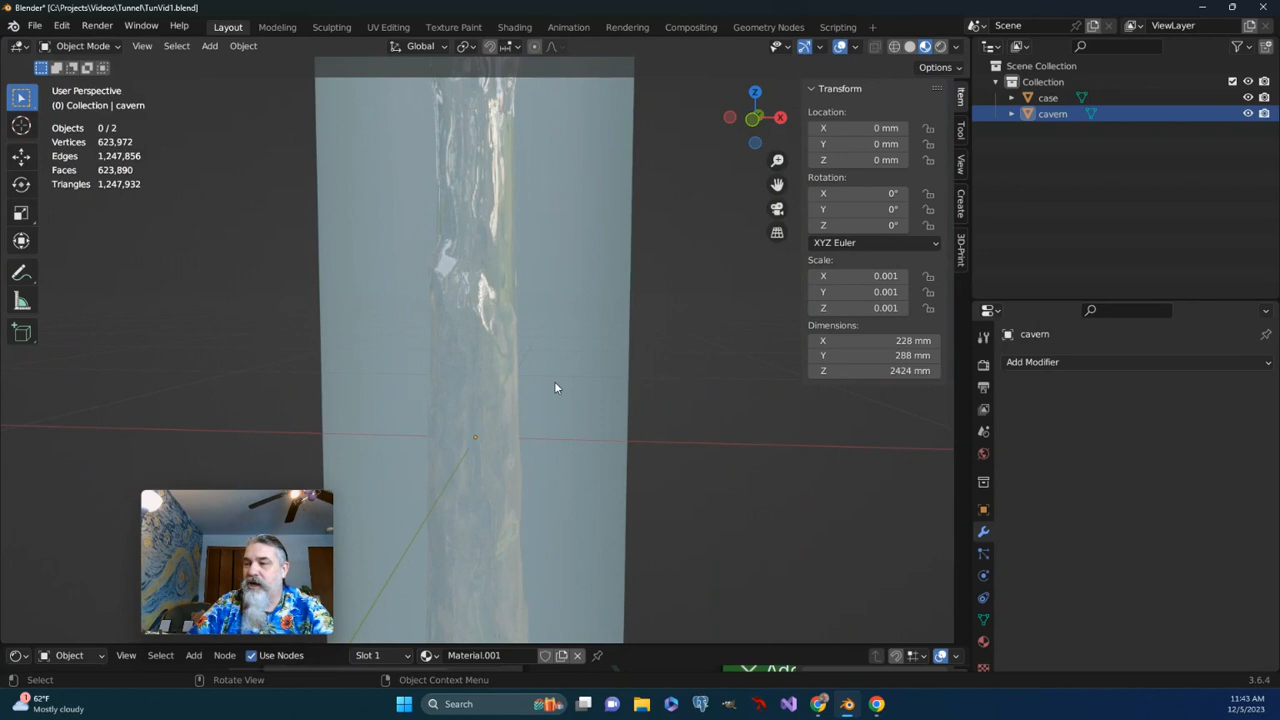 Blender* [C:\Projects\Videos\Tunnel\TunVid1.blend]
File Edit Render Window Help Layout Modeling Sculpting UV Editing Texture Paint Shading Animation Rendering Compositing Geometry Nodes Scripting Scene ViewLayer
Object Mode View Select Add Object Global
Options
User Perspective
(0) Collection | cavern
Objects 0 / 2
Vertices 623,972
Edges 1,247,856
Faces 623,890
Triangles 1,247,932
Z
X
Transform
Location:
X 0 mm
Y 0 mm
Z 0 mm
Rotation:
X 0°
Y 0°
Z 0°
XYZ Euler
Scale:
X 0.001
Y 0.001
Z 0.001
Dimensions:
X 228 mm
Y 288 mm
Z 2424 mm
Item
Tool
View
Create
3D-Print
Scene Collection
Collection
case
cavern
cavern
Add Modifier
Object View Select Add Node Use Nodes Slot 1 Material.001
Select Rotate View Object Context Menu 3.6.4
1
62°F
Mostly cloudy
Search
11:43 AM
12/5/2023